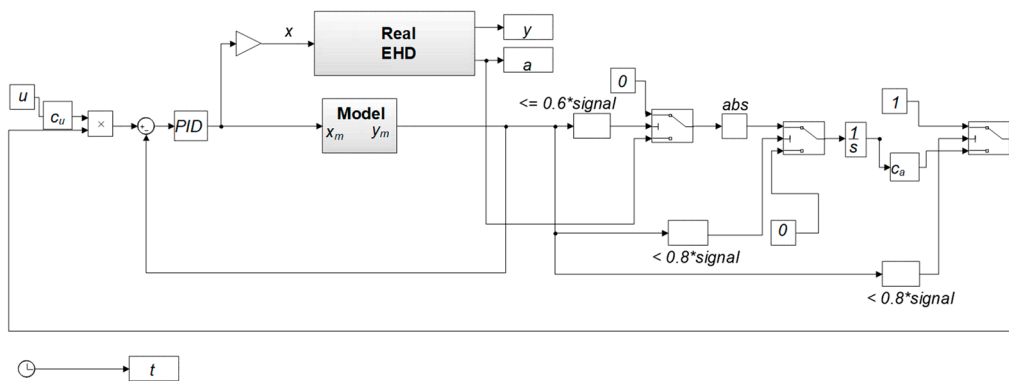 x
Real
EHD
y
a
0
1
u
c_u
×
PID
Model
x_m y_m
<= 0.6*signal
abs
1
s
c_a
0
< 0.8*signal
< 0.8*signal
t